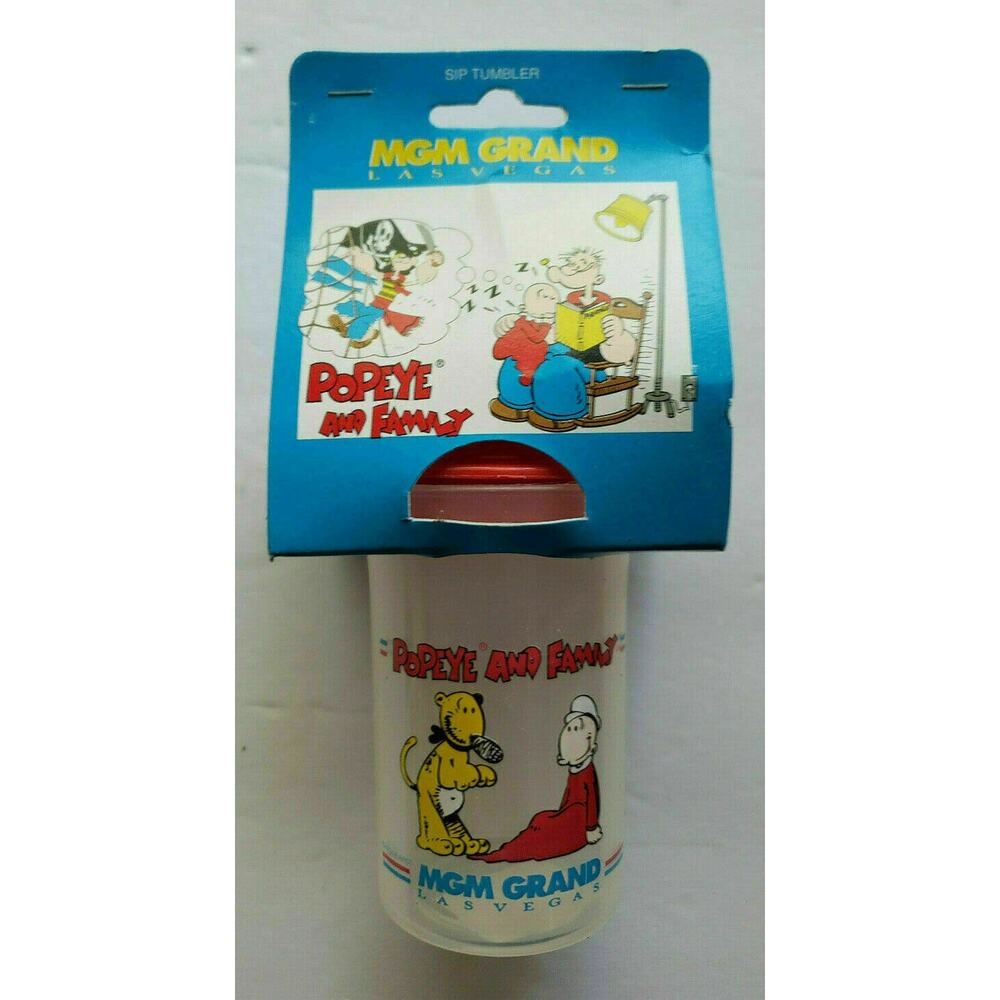 SIP TUMBLER
MGM GRAND
LAS VEGAS
Z
Z
Z
Z
POPEYE®
AND FAMILY
POPEYE® AND FAMILY
MGM GRAND
LAS VEGAS